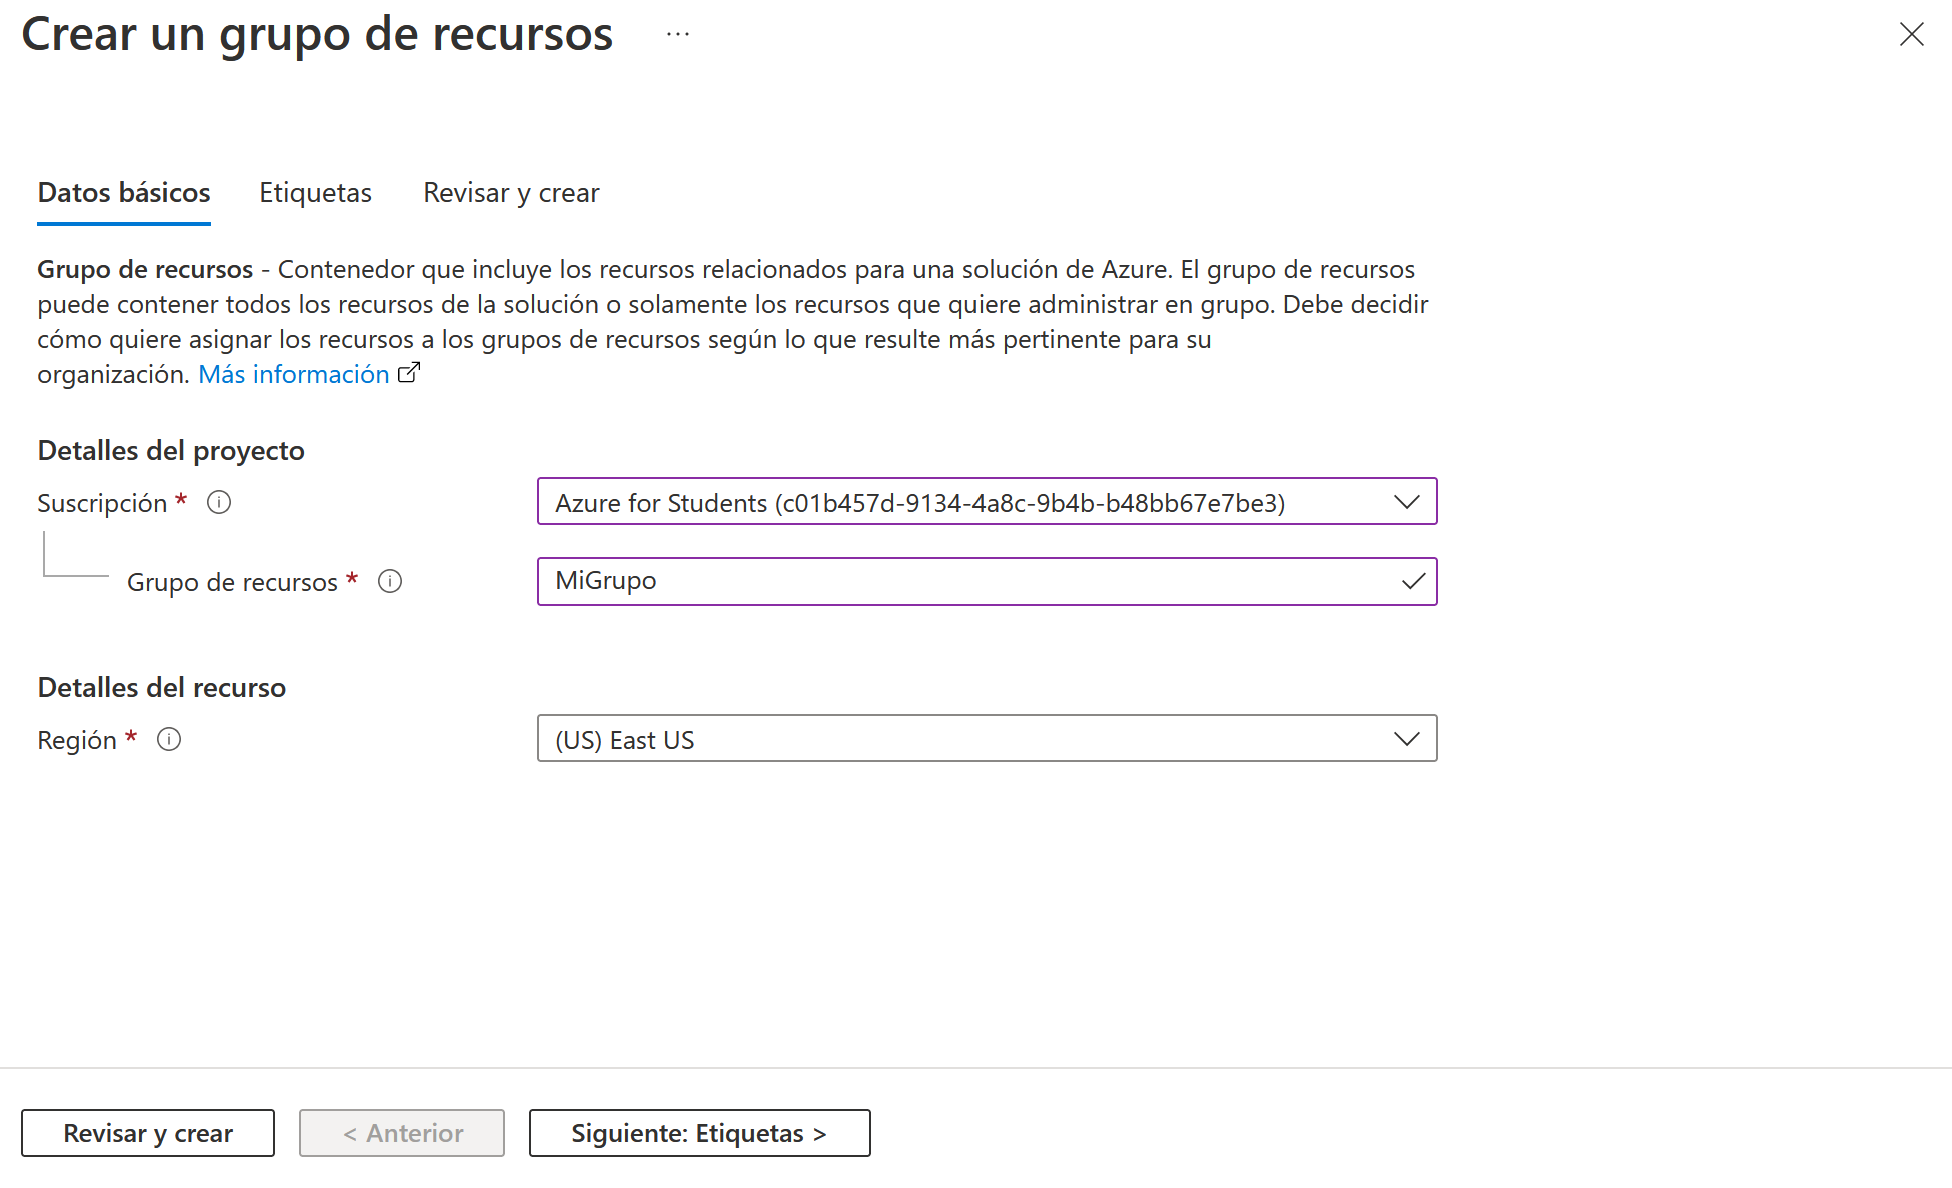 Crear un grupo de recursos ...
Datos básicos Etiquetas Revisar y crear
Grupo de recursos - Contenedor que incluye los recursos relacionados para una solución de Azure. El grupo de recursos
puede contener todos los recursos de la solución o solamente los recursos que quiere administrar en grupo. Debe decidir
cómo quiere asignar los recursos a los grupos de recursos según lo que resulte más pertinente para su
organización. Más información
Detalles del proyecto
Suscripción * Azure for Students (c01b457d-9134-4a8c-9b4b-b48bb67e7be3)
Grupo de recursos * MiGrupo
Detalles del recurso
Región * (US) East US
Revisar y crear < Anterior Siguiente: Etiquetas >